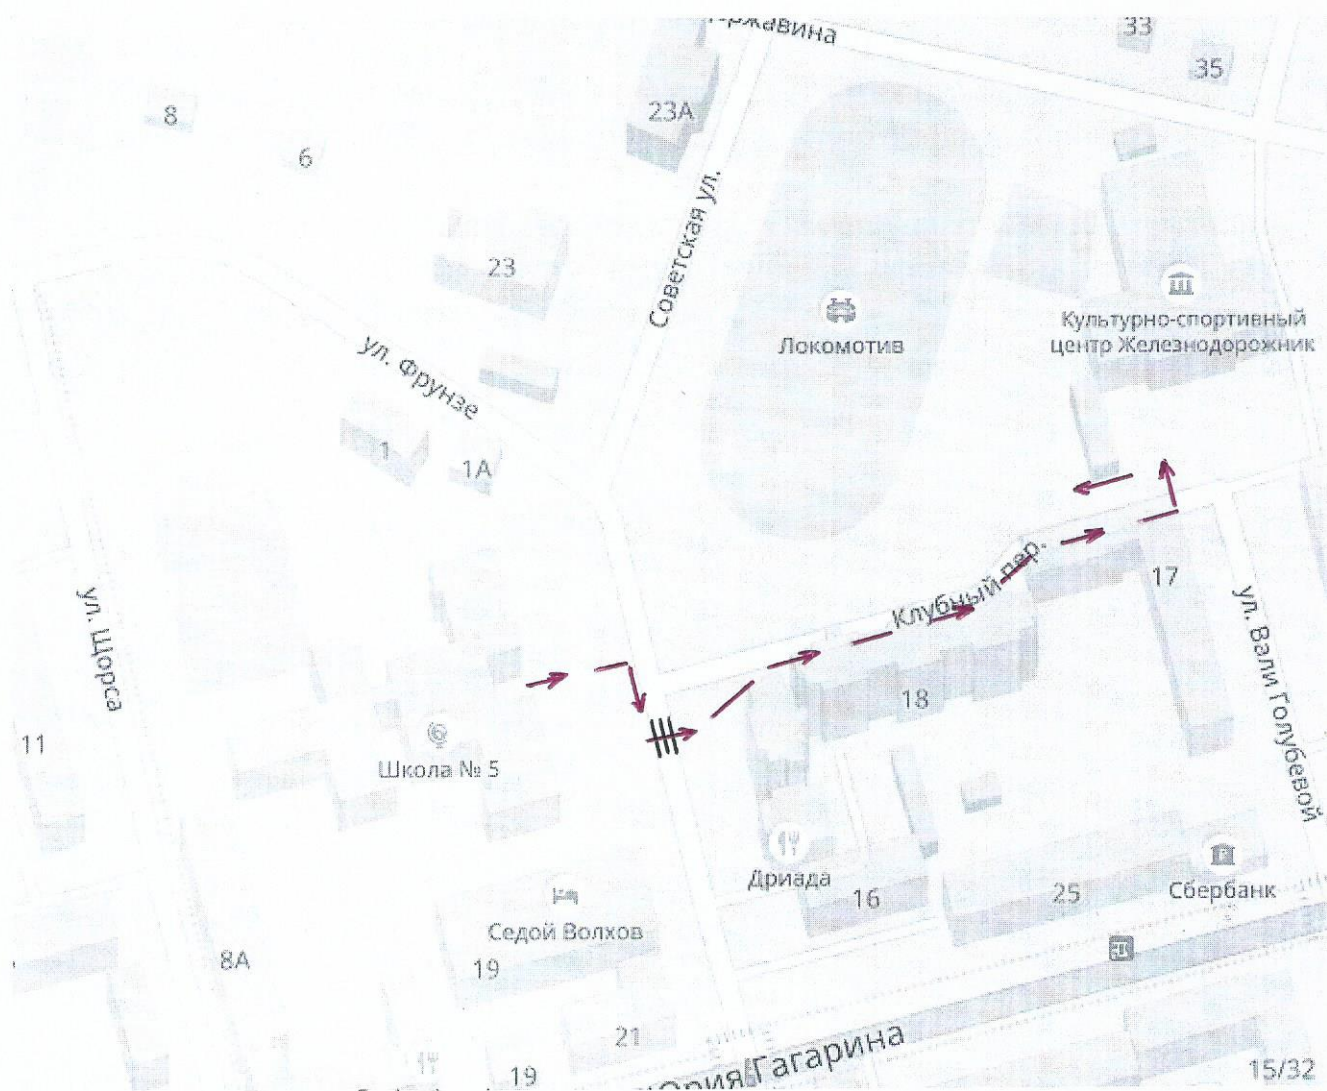 33
35
8
23А
6
Советская ул.
23
Культурно-спортивный
центр Железнодорожник
Локомотив
ул. Фрунзе
1
1А
Клубный пер.
17
ул. Щорса
ул. Вали Голубевой
18
11
Школа № 5
Дриада
16
25
Сбербанк
Седой Волхов
8А
19
21
Гагарина
19
15/32